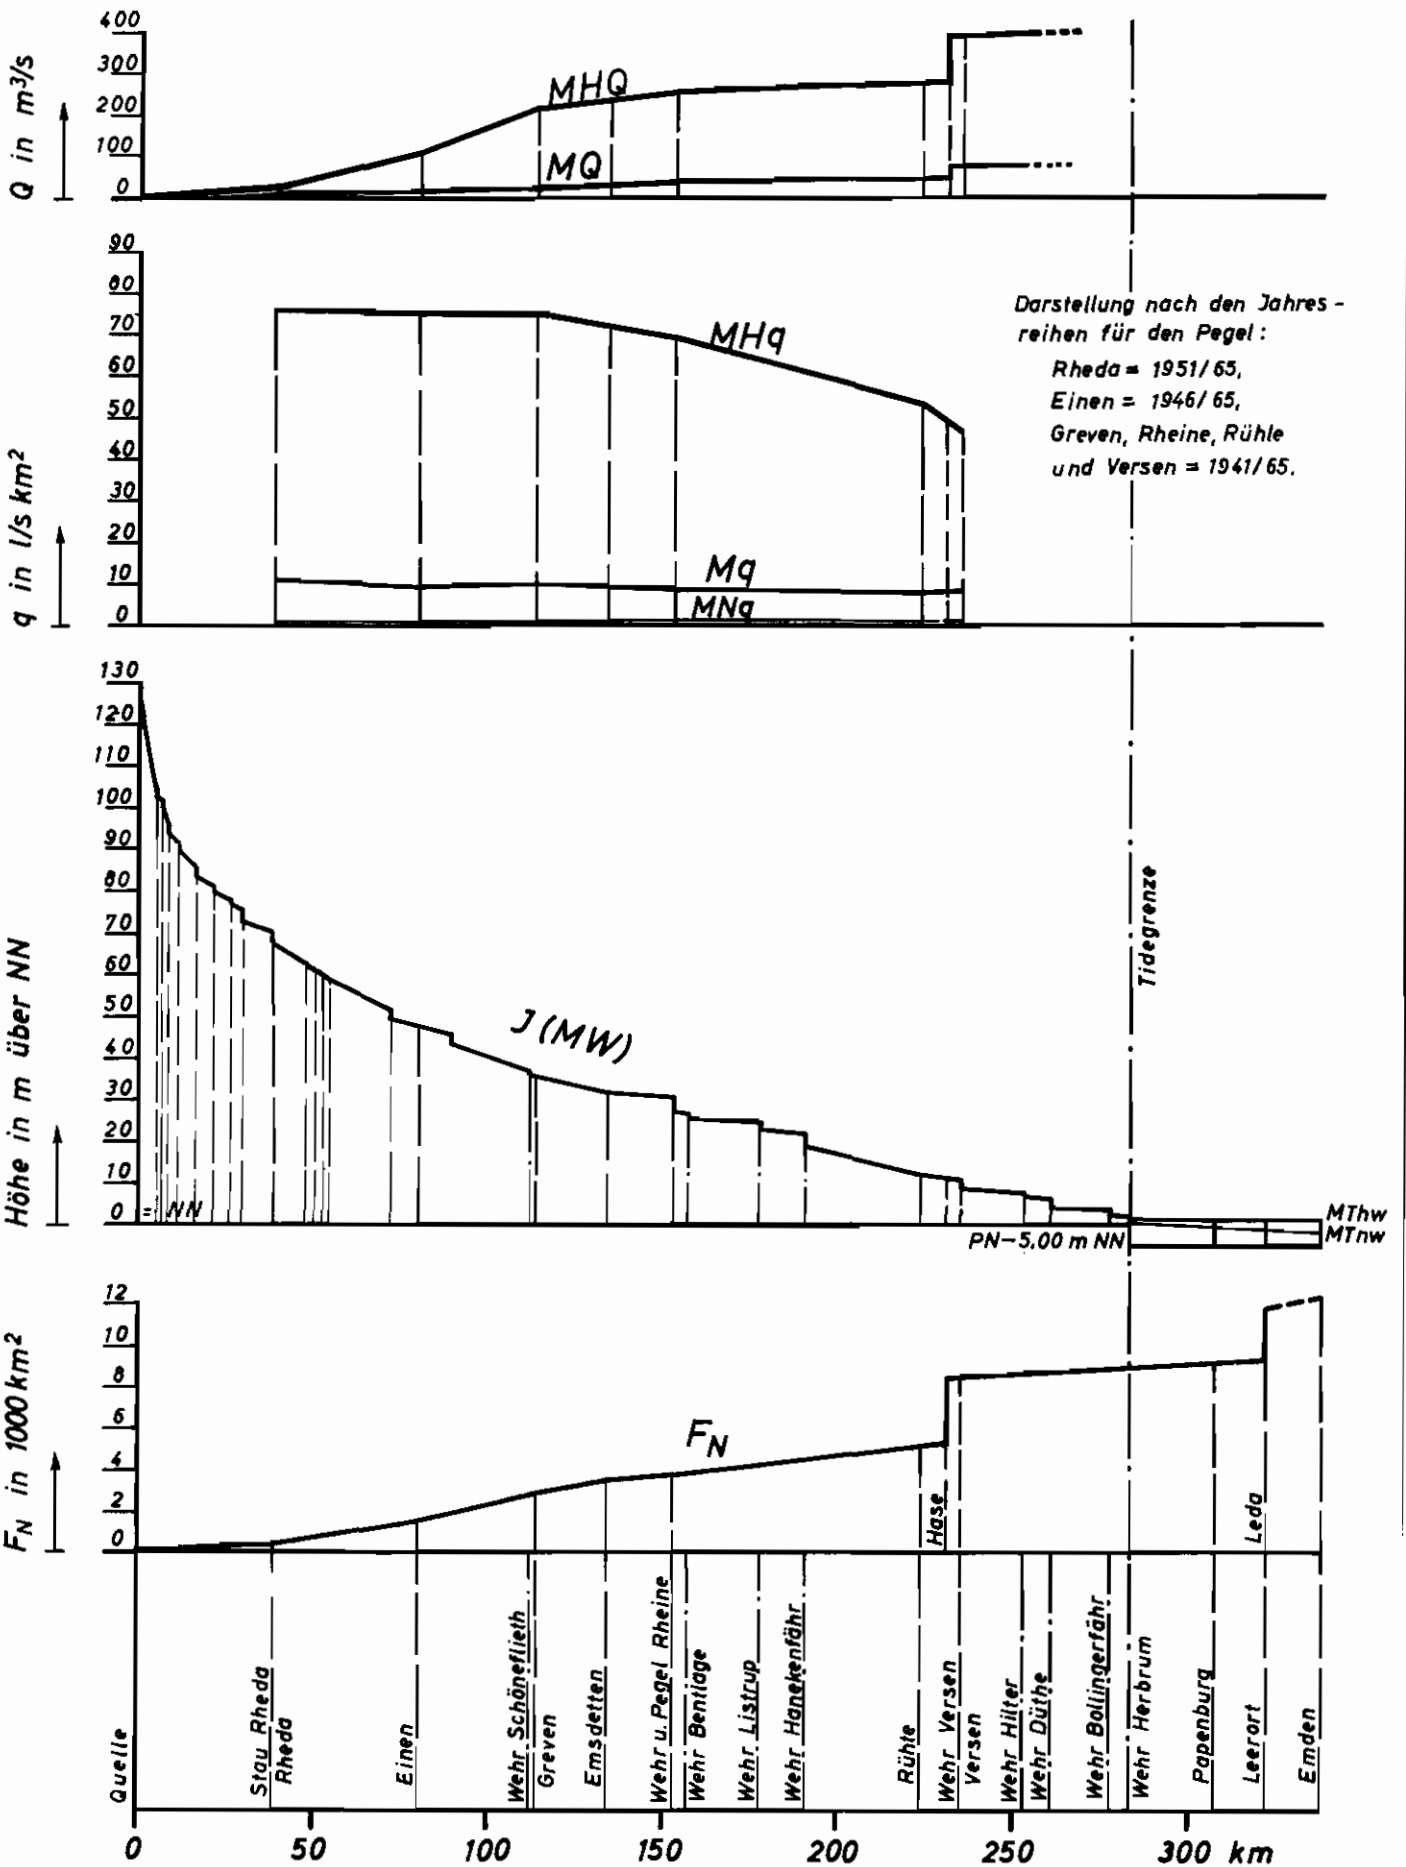 Q in m³/s
400
300
200
100
0
MHQ
MQ
q in l/s km²
90
80
70
60
50
40
30
20
10
0
MHq
Mq
MNq
Darstellung nach den Jahres-
reihen für den Pegel:
Rheda = 1951/65,
Einen = 1946/65,
Greven, Rheine, Rühle
und Versen = 1941/65.
Höhe in m über NN
130
120
110
100
90
80
70
60
50
40
30
20
10
0 = NN
J (MW)
Tidegrenze
MThw
MTnw
PN-5.00 m NN
F_N in 1000 km²
12
10
8
6
4
2
0
F_N
Hase
Leda
Quelle
Stau Rheda
Rheda
Einen
Wehr Schöneflieth
Greven
Emsdetten
Wehr u. Pegel Rheine
Wehr Bentlage
Wehr Listrup
Wehr Hanekenfähr
Rühle
Wehr Versen
Versen
Wehr Hilter
Wehr Düthe
Wehr Bollingerfähr
Wehr Herbrum
Papenburg
Leerort
Emden
0 50 100 150 200 250 300 km